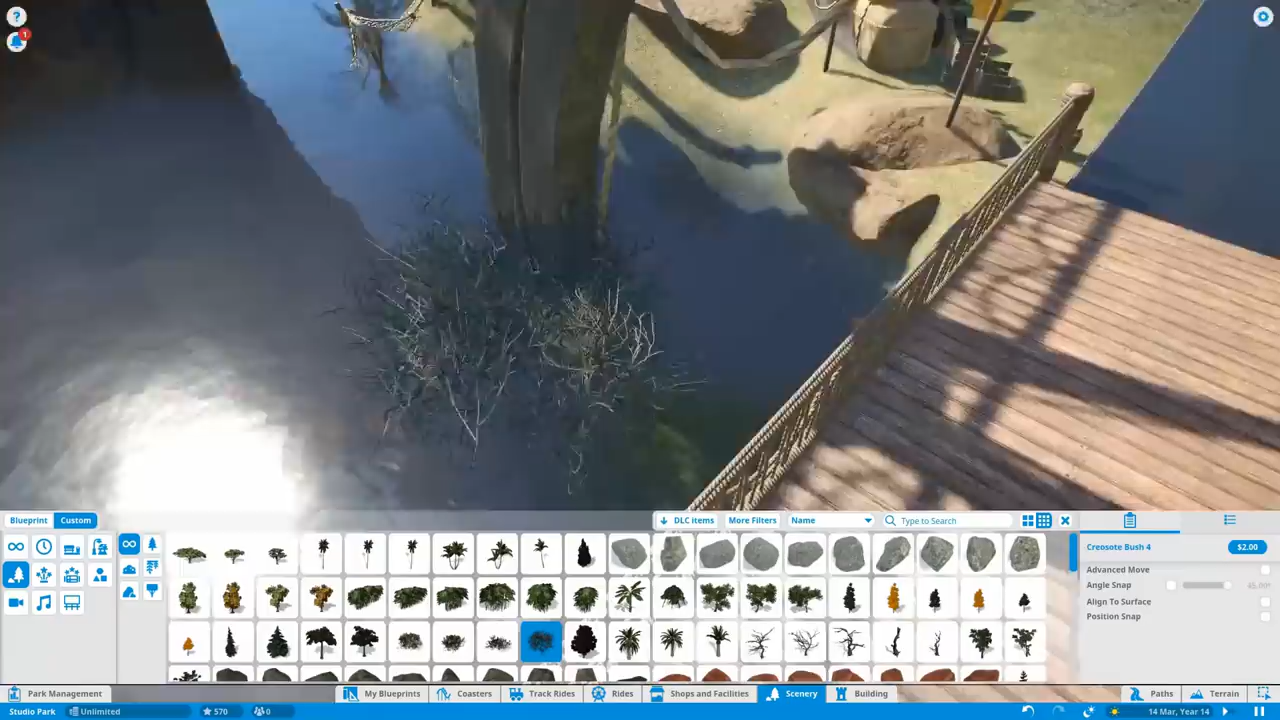 ?
1
Blueprint Custom DLC items More Filters Name Type to Search
Creosote Bush 4 $2.00
Advanced Move
Angle Snap
Align To Surface
Position Snap
Park Management My Blueprints Coasters Track Rides Rides Shops and Facilities Scenery Building Paths Terrain
Studio Park Unlimited 570 0 14 Mar, Year 14